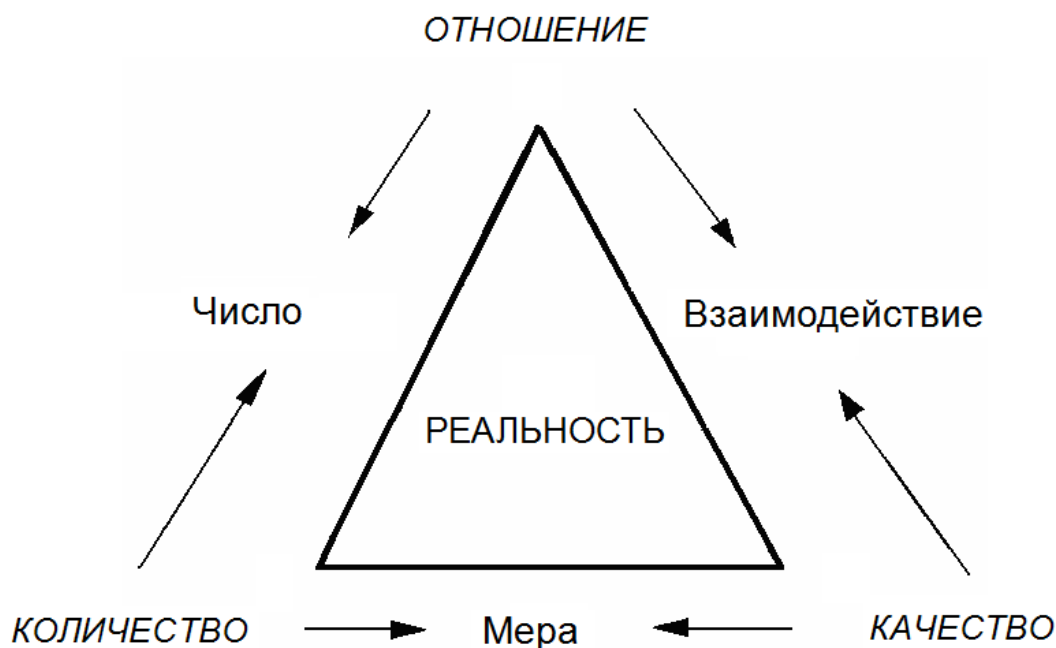 ОТНОШЕНИЕ
Число
Взаимодействие
РЕАЛЬНОСТЬ
КОЛИЧЕСТВО
Мера
КАЧЕСТВО